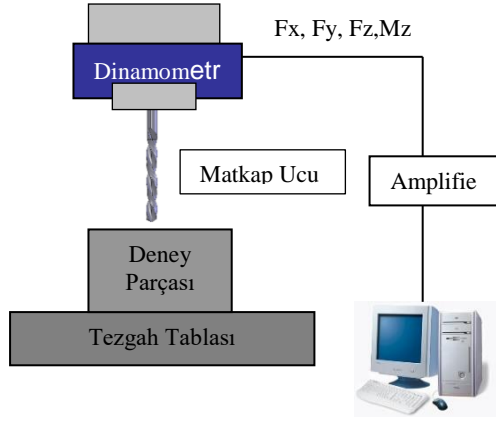 Fx, Fy, Fz,Mz
Dinamometr
Matkap Ucu
Amplifie
Deney
Parçası
Tezgah Tablası